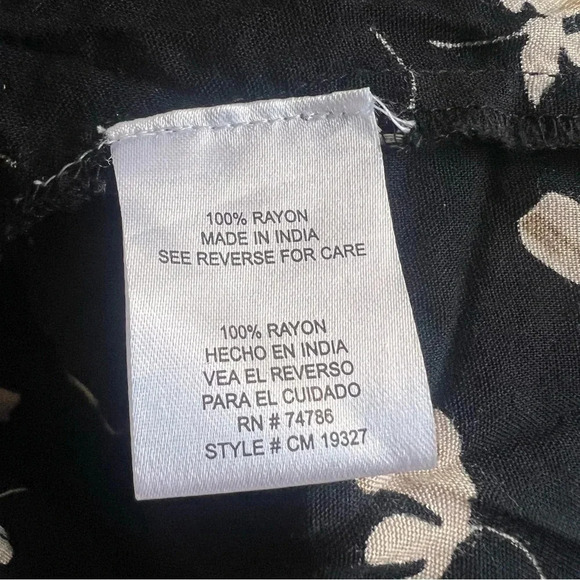 100% RAYON
MADE IN INDIA
SEE REVERSE FOR CARE
100% RAYON
HECHO EN INDIA
VEA EL REVERSO
PARA EL CUIDADO
RN # 74786
STYLE # CM 19327